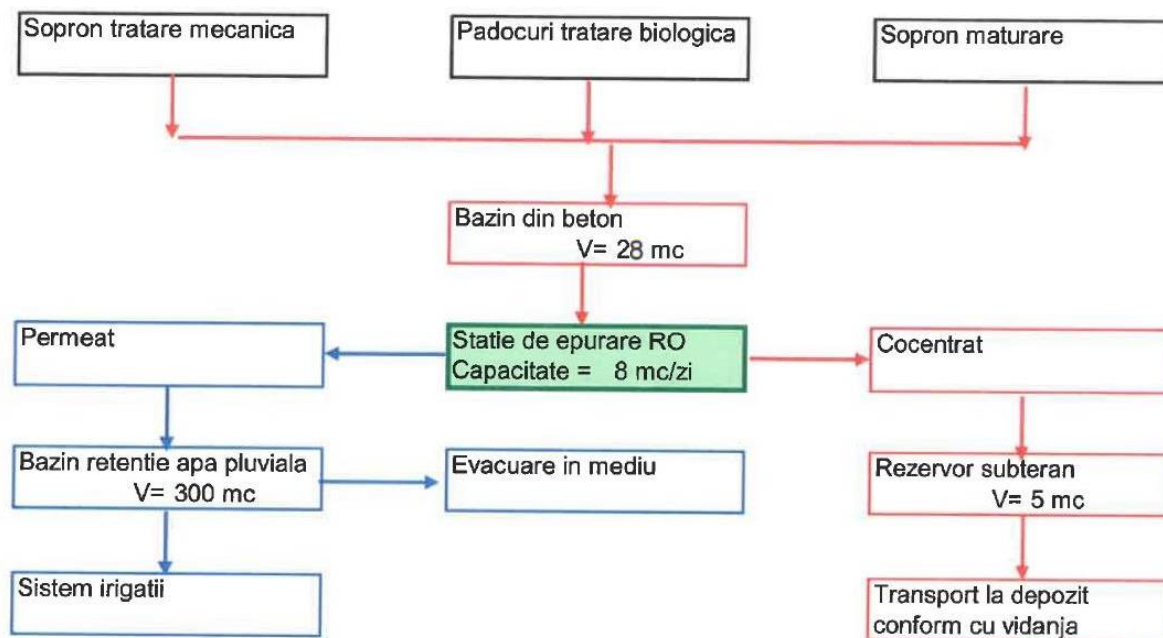 Sopron tratare mecanica
Padocuri tratare biologica
Sopron maturare
Bazin din beton
V= 28 mc
Permeat
Statie de epurare RO
Capacitate = 8 mc/zi
Cocentrat
Bazin retentie apa pluviala
V= 300 mc
Evacuare in mediu
Rezervor subteran
V= 5 mc
Sistem irigatii
Transport la depozit
conform cu vidanja